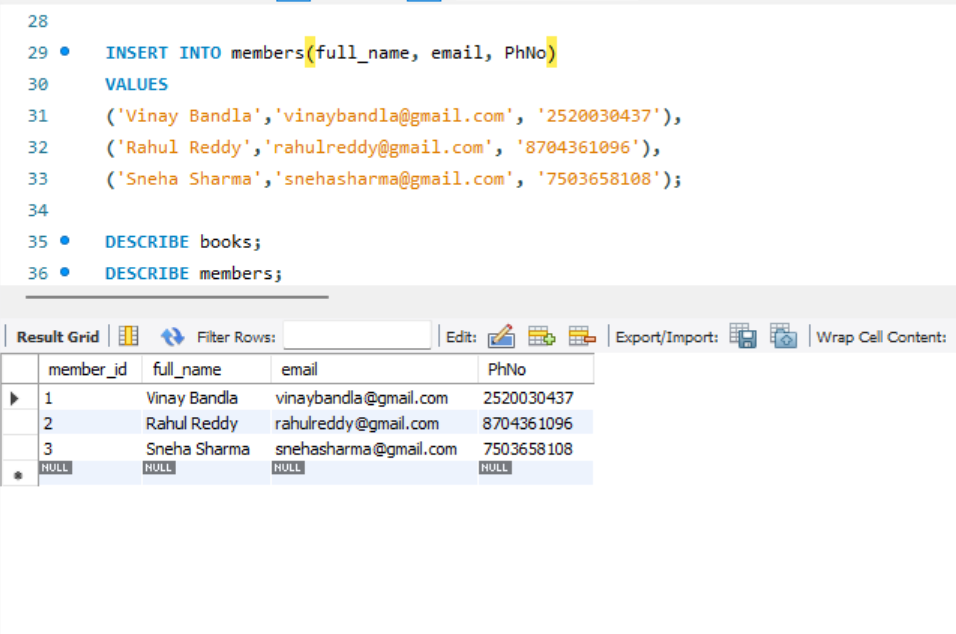 28
29 INSERT INTO members(full_name, email, PhNo)
30 VALUES
31 ('Vinay Bandla','vinaybandla@gmail.com', '2520030437'),
32 ('Rahul Reddy','rahulreddy@gmail.com', '8704361096'),
33 ('Sneha Sharma','snehasharma@gmail.com', '7503658108');
34
35 DESCRIBE books;
36 DESCRIBE members;
Result Grid Filter Rows: Edit: Export/Import: Wrap Cell Content:
member_id full_name email PhNo
1 Vinay Bandla vinaybandla@gmail.com 2520030437
2 Rahul Reddy rahulreddy@gmail.com 8704361096
3 Sneha Sharma snehasharma@gmail.com 7503658108
NULL NULL NULL NULL